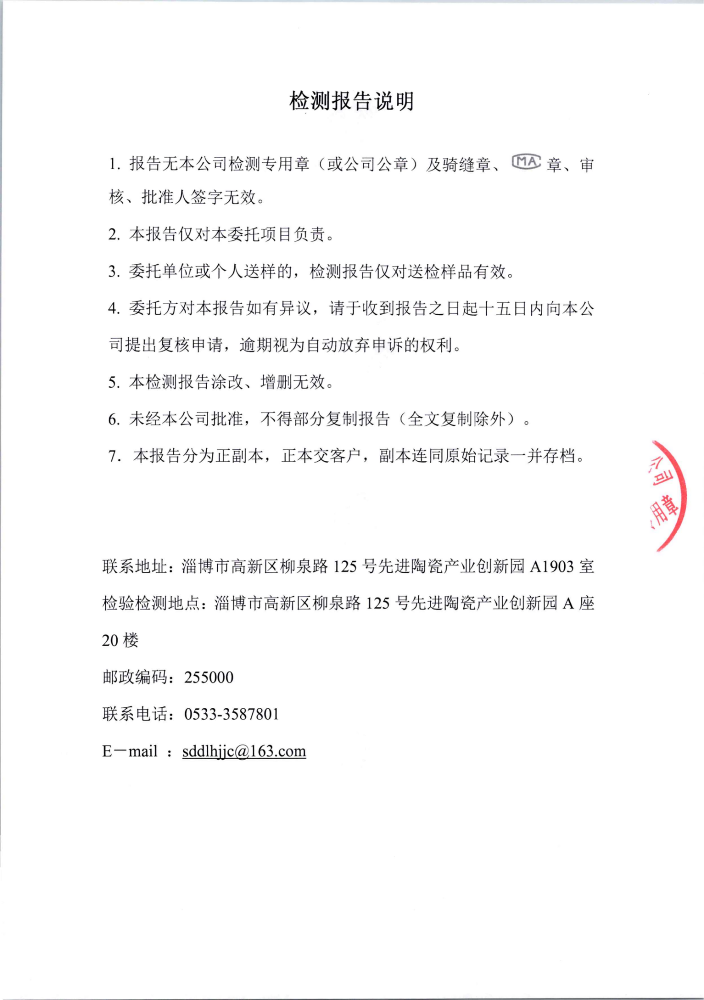 检测报告说明
1. 报告无本公司检测专用章（或公司公章）及骑缝章、 MA 章、审
核、批准人签字无效。
2. 本报告仅对本委托项目负责。
3. 委托单位或个人送样的，检测报告仅对送检样品有效。
4. 委托方对本报告如有异议，请于收到报告之日起十五日内向本公
司提出复核申请，逾期视为自动放弃申诉的权利。
5. 本检测报告涂改、增删无效。
6. 未经本公司批准，不得部分复制报告（全文复制除外）。
7. 本报告分为正副本，正本交客户，副本连同原始记录一并存档。
公司
用章
联系地址：淄博市高新区柳泉路 125 号先进陶瓷产业创新园 A1903 室
检验检测地点：淄博市高新区柳泉路 125 号先进陶瓷产业创新园 A 座
20 楼
邮政编码：255000
联系电话：0533-3587801
E－mail ：sddlhjjc@163.com